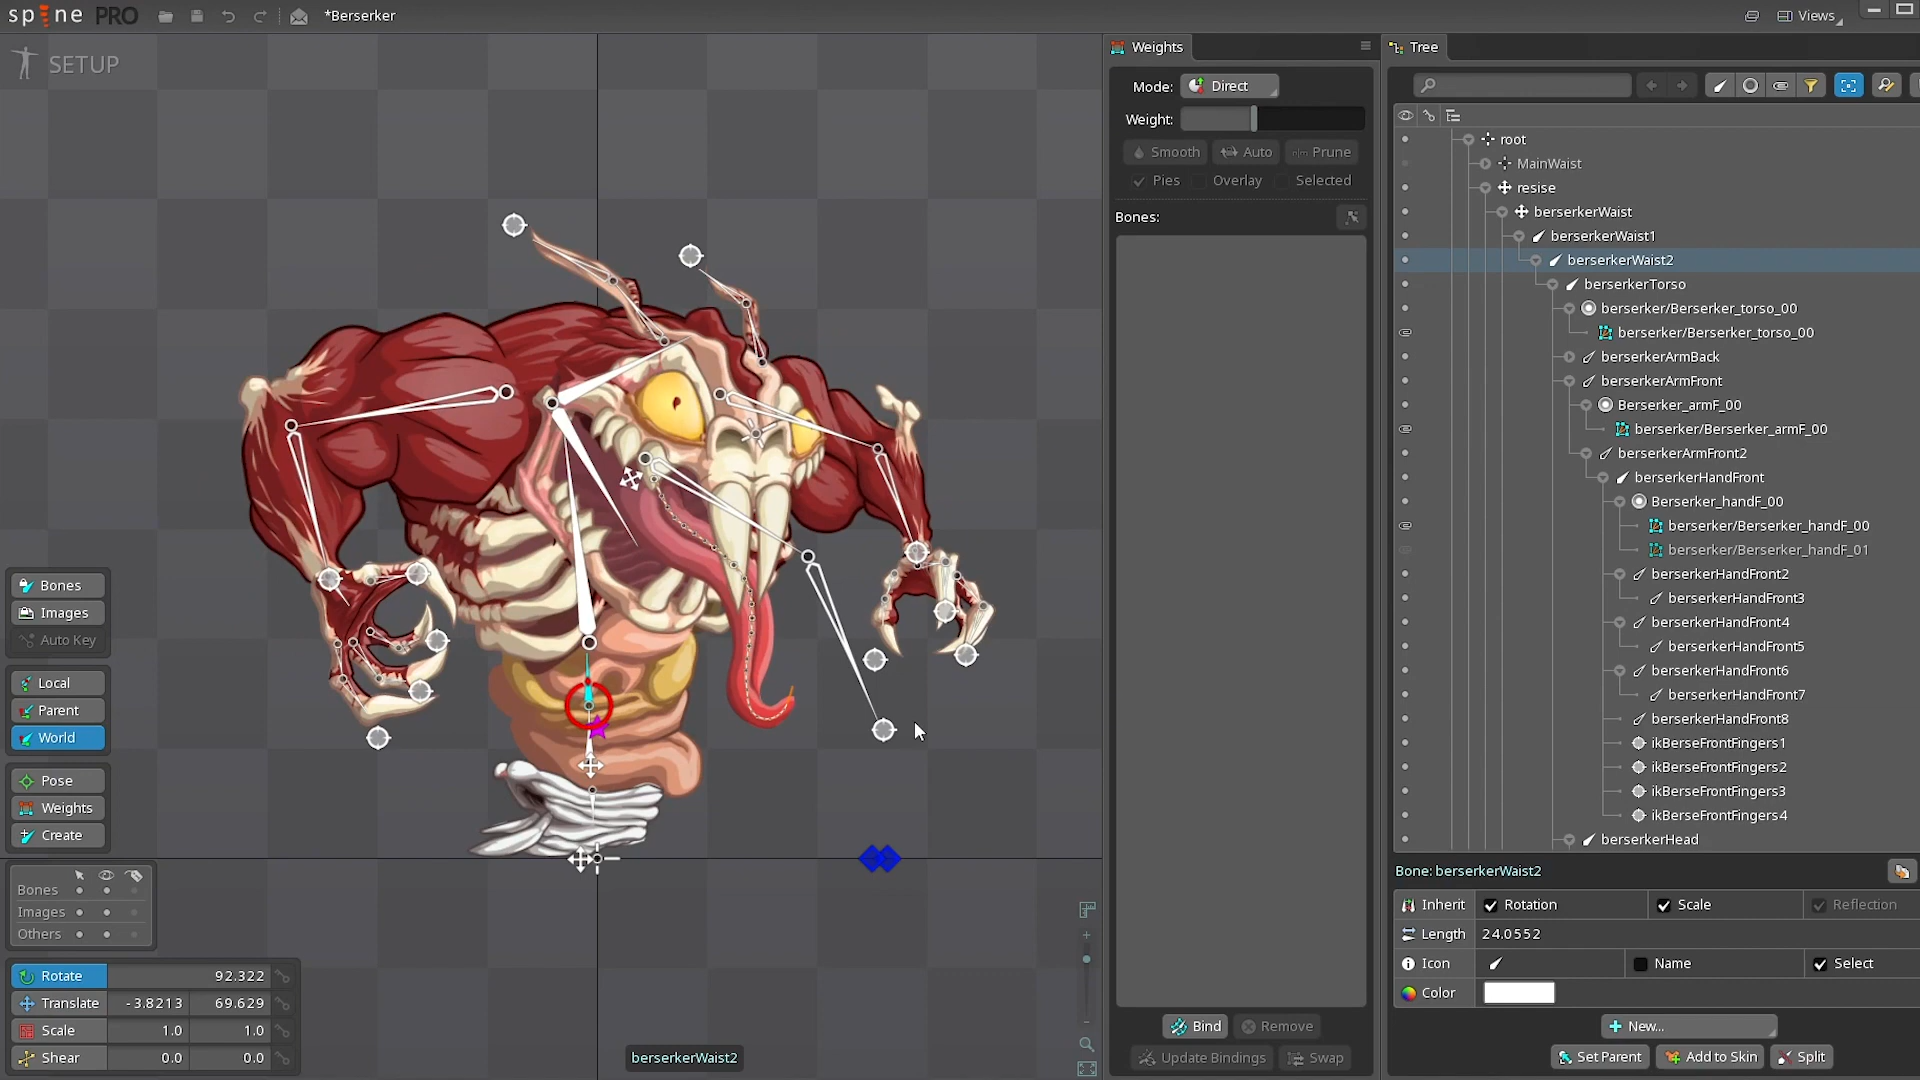 spine PRO
*Berserker
Views
SETUP
Weights
Tree
Mode:
Direct
Weight:
Smooth
Auto
Prune
Pies
Overlay
Selected
Bones:
root
MainWaist
resise
berserkerWaist
berserkerWaist1
berserkerWaist2
berserkerTorso
berserker/Berserker_torso_00
berserker/Berserker_torso_00
berserkerArmBack
berserkerArmFront
Berserker_armF_00
berserker/Berserker_armF_00
berserkerArmFront2
berserkerHandFront
Berserker_handF_00
berserker/Berserker_handF_00
berserker/Berserker_handF_01
berserkerHandFront2
berserkerHandFront3
berserkerHandFront4
berserkerHandFront5
berserkerHandFront6
berserkerHandFront7
berserkerHandFront8
ikBerseFrontFingers1
ikBerseFrontFingers2
ikBerseFrontFingers3
ikBerseFrontFingers4
berserkerHead
Bones
Images
Auto Key
Local
Parent
World
Pose
Weights
Create
Bones
Images
Others
Rotate 92.322
Translate -3.8213 69.629
Scale 1.0 1.0
Shear 0.0 0.0
berserkerWaist2
Bind
Remove
Update Bindings
Swap
Bone: berserkerWaist2
Inherit Rotation Scale Reflection
Length 24.0552
Icon Name Select
Color
New...
Set Parent
Add to Skin
Split